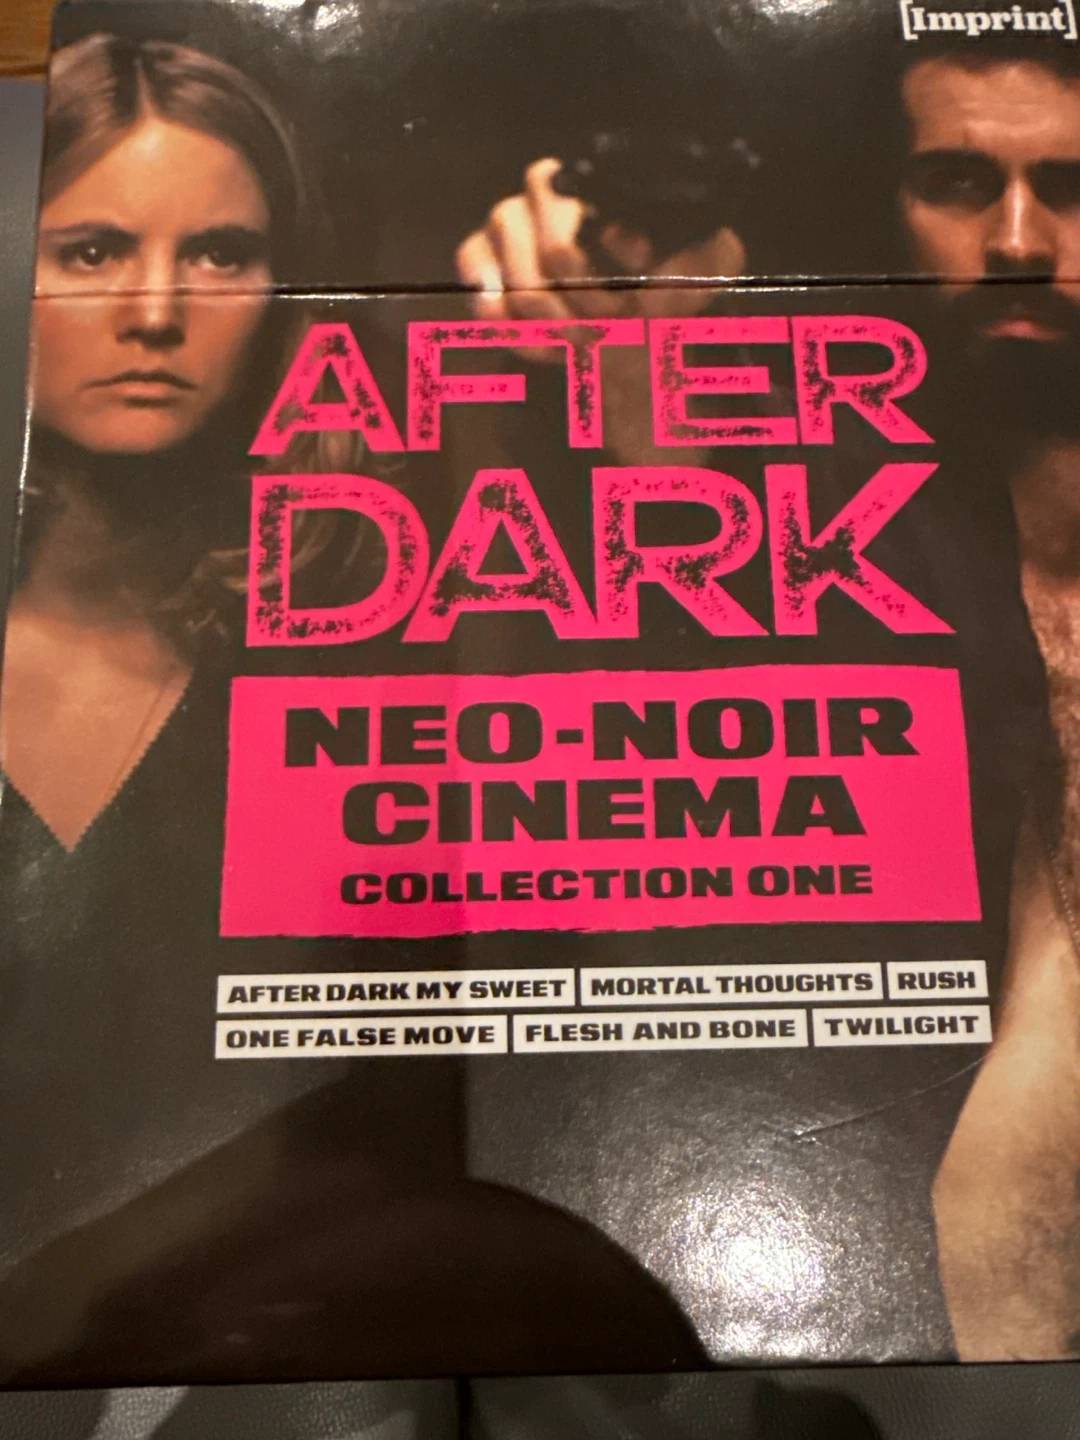 [Imprint]
AFTER
DARK
NEO-NOIR
CINEMA
COLLECTION ONE
AFTER DARK MY SWEET MORTAL THOUGHTS RUSH
ONE FALSE MOVE FLESH AND BONE TWILIGHT